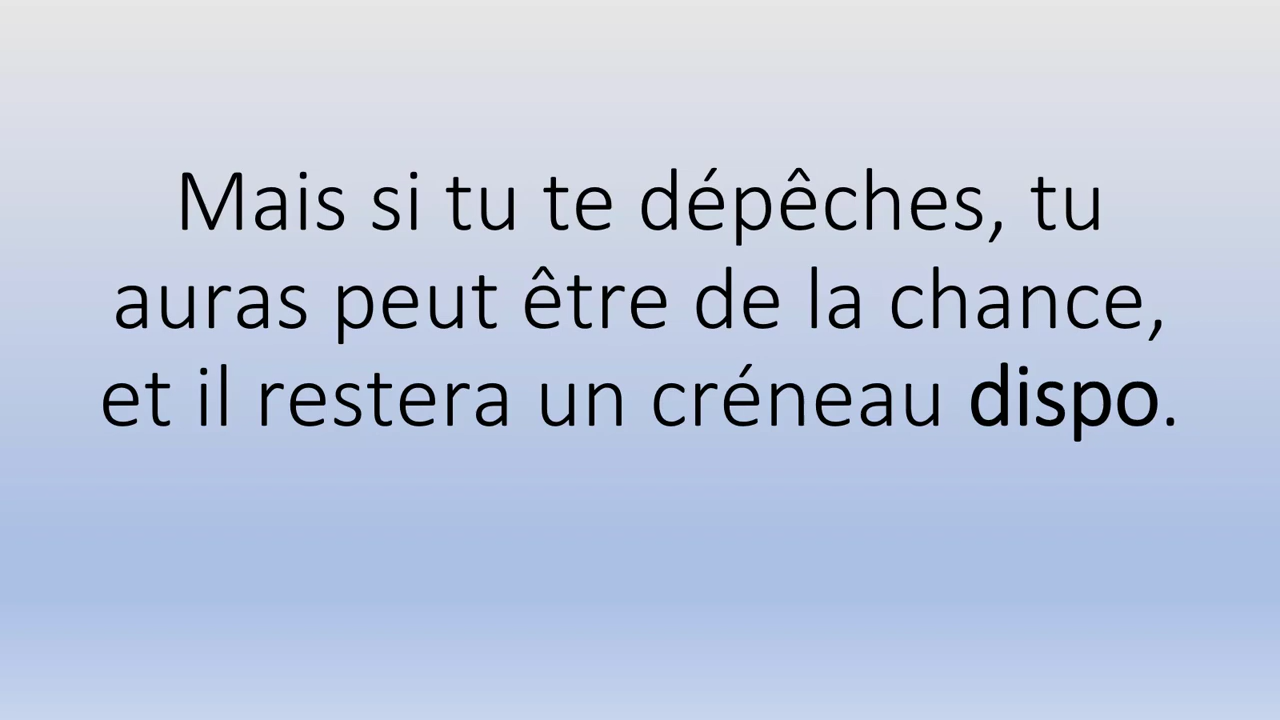 Mais si tu te dépêches, tu
auras peut être de la chance,
et il restera un créneau dispo.